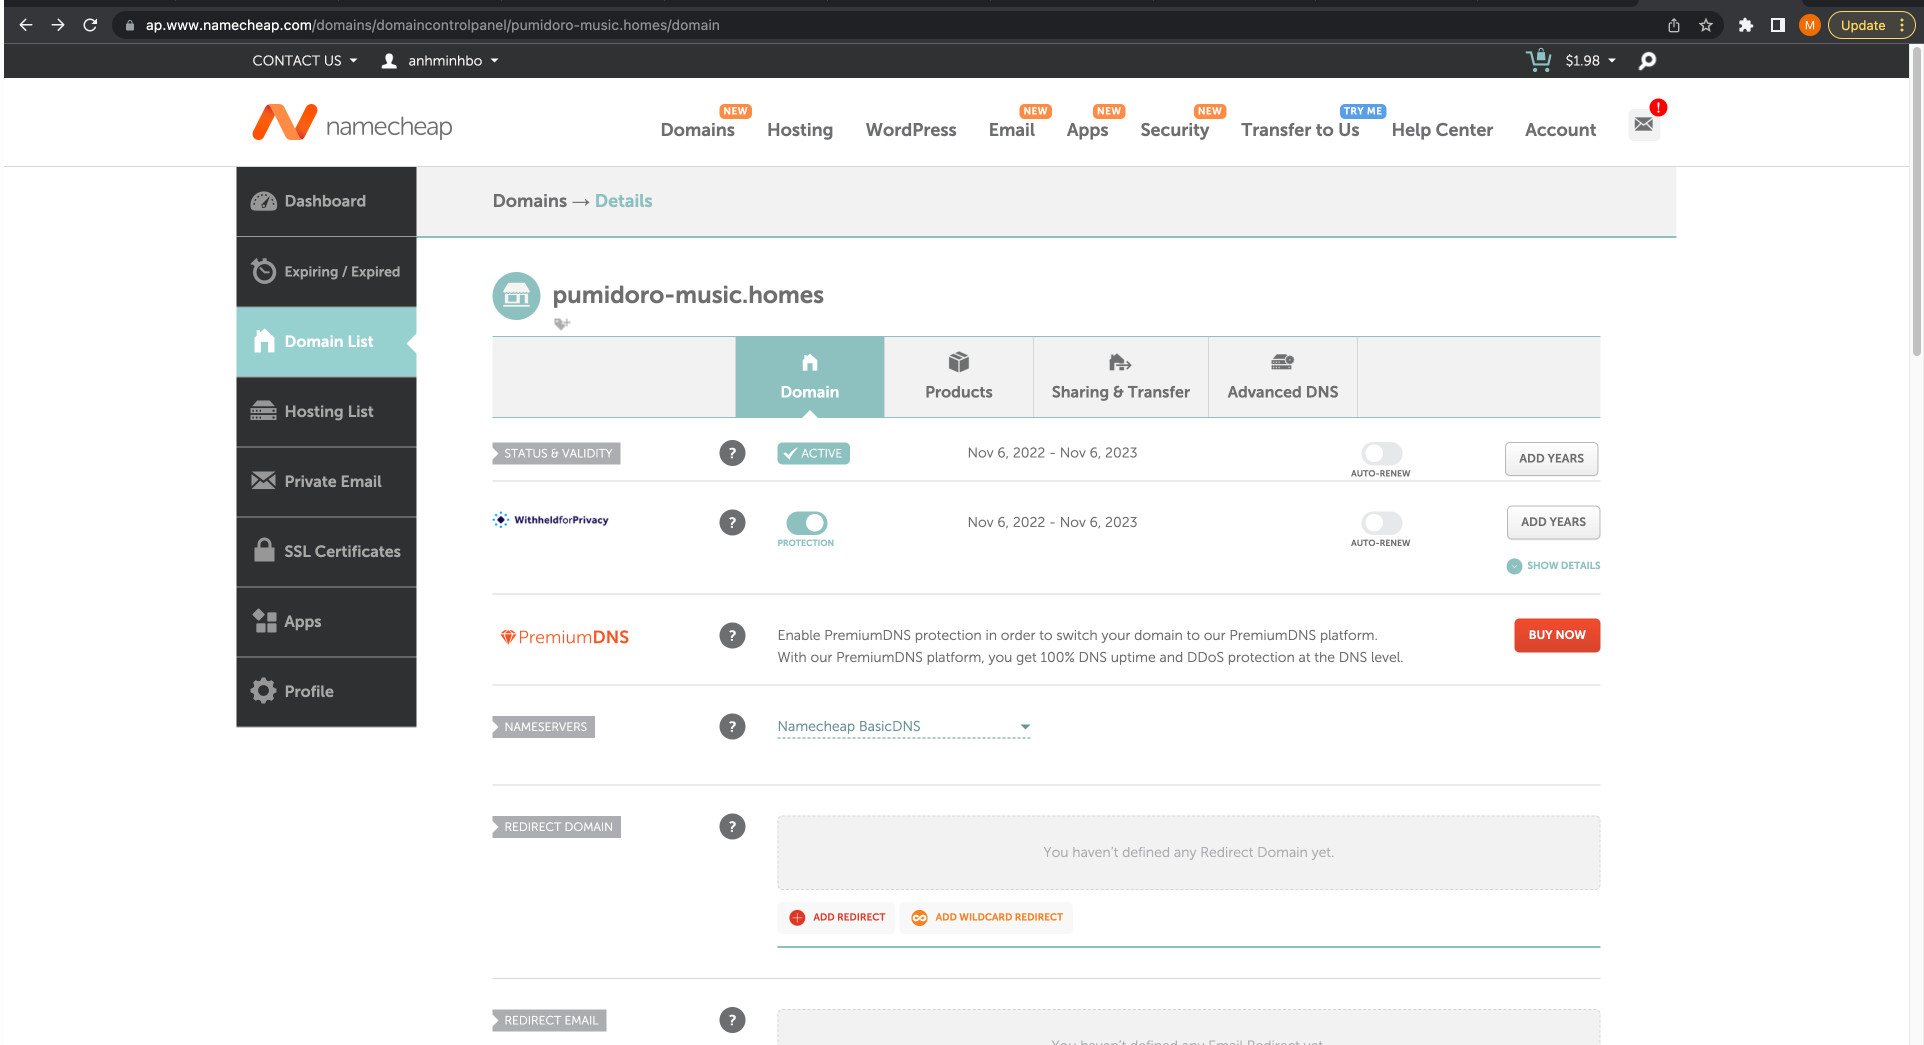 ap.www.namecheap.com/domains/domaincontrolpanel/pumidoro-music.homes/domain
M
Update
CONTACT US
anhminhbo
$1.98
namecheap
NEW
NEW
NEW
NEW
TRY ME
!
Domains
Hosting
WordPress
Email
Apps
Security
Transfer to Us
Help Center
Account
Dashboard
Expiring / Expired
Domain List
Hosting List
Private Email
SSL Certificates
Apps
Profile
Domains → Details
pumidoro-music.homes
Domain
Products
Sharing & Transfer
Advanced DNS
STATUS & VALIDITY
?
ACTIVE
Nov 6, 2022 - Nov 6, 2023
AUTO-RENEW
ADD YEARS
WithheldforPrivacy
?
PROTECTION
Nov 6, 2022 - Nov 6, 2023
AUTO-RENEW
ADD YEARS
SHOW DETAILS
PremiumDNS
?
Enable PremiumDNS protection in order to switch your domain to our PremiumDNS platform.
With our PremiumDNS platform, you get 100% DNS uptime and DDoS protection at the DNS level.
BUY NOW
NAMESERVERS
?
Namecheap BasicDNS
REDIRECT DOMAIN
?
You haven't defined any Redirect Domain yet.
ADD REDIRECT
ADD WILDCARD REDIRECT
REDIRECT EMAIL
?
You haven't defined any Email Redirect yet.